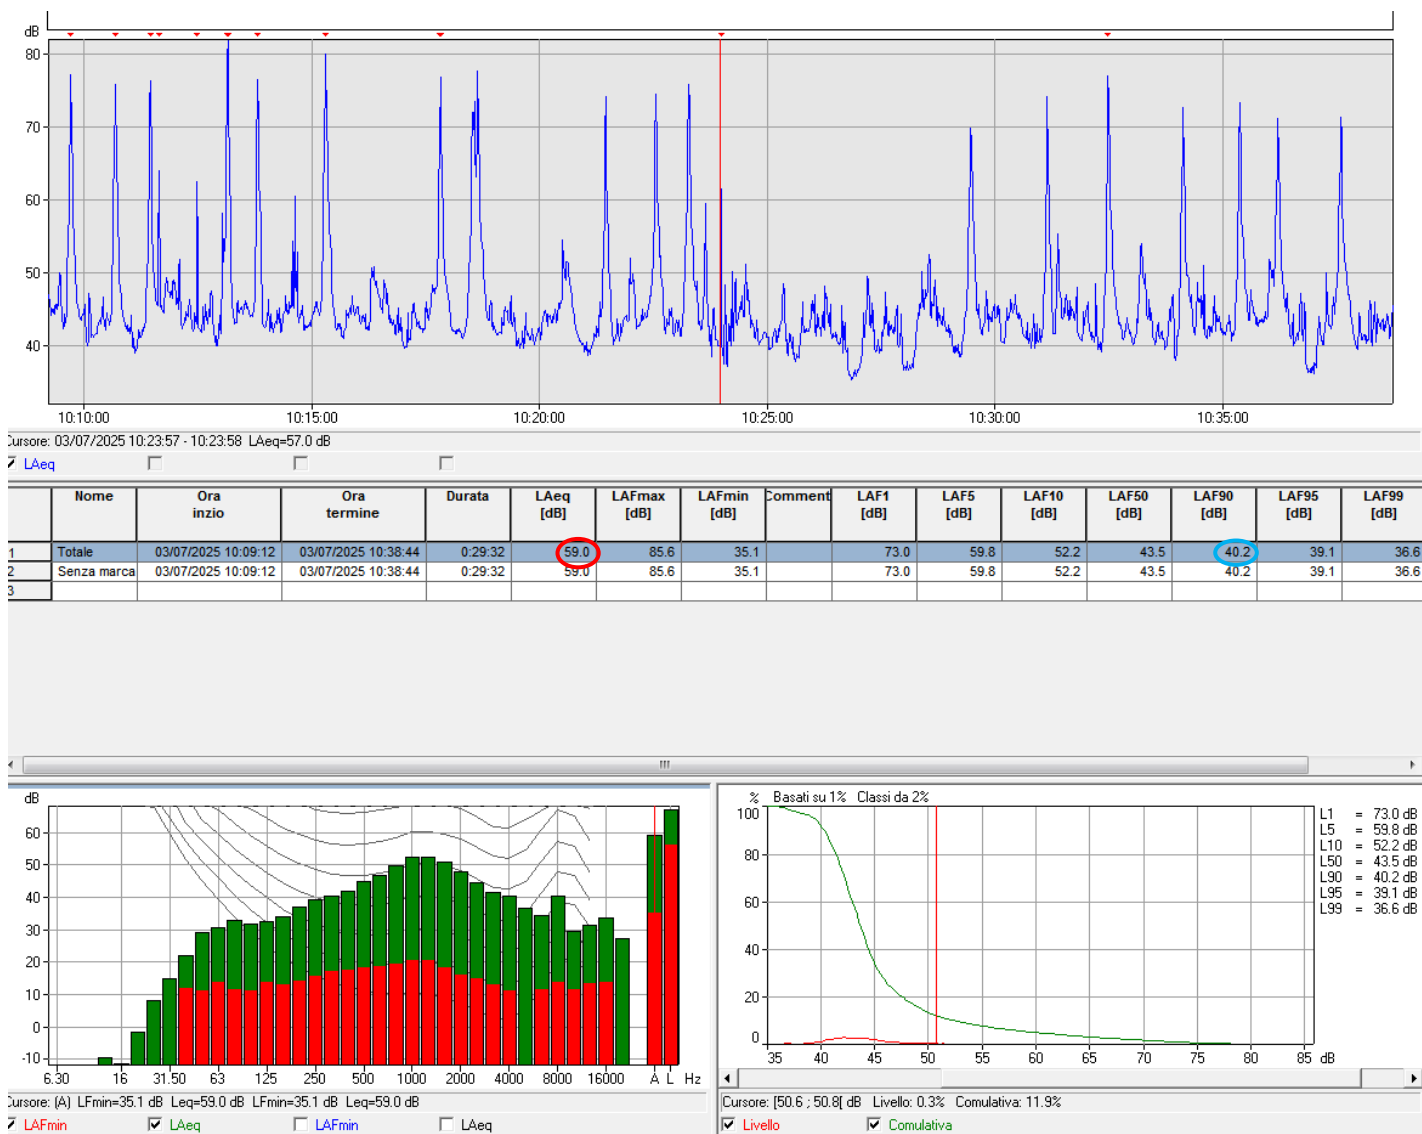 dB
80
70
60
50
40
10:10:00 10:15:00 10:20:00 10:25:00 10:30:00 10:35:00
Cursore: 03/07/2025 10:23:57 - 10:23:58 LAeq=57.0 dB
LAeq
Nome Ora inzio Ora termine Durata LAeq [dB] LAFmax [dB] LAFmin [dB] Comment LAF1 [dB] LAF5 [dB] LAF10 [dB] LAF50 [dB] LAF90 [dB] LAF95 [dB] LAF99 [dB]
1 Totale 03/07/2025 10:09:12 03/07/2025 10:38:44 0:29:32 59.0 85.6 35.1 73.0 59.8 52.2 43.5 40.2 39.1 36.6
2 Senza marca 03/07/2025 10:09:12 03/07/2025 10:38:44 0:29:32 59.0 85.6 35.1 73.0 59.8 52.2 43.5 40.2 39.1 36.6
3
dB
60
50
40
30
20
10
0
-10
6.30 16 31.50 63 125 250 500 1000 2000 4000 8000 16000 A L Hz
Cursore: (A) LFmin=35.1 dB Leq=59.0 dB LFmin=35.1 dB Leq=59.0 dB
LAFmin LAeq LAFmin LAeq
% Basati su 1% Classi da 2%
100
80
60
40
20
0
35 40 45 50 55 60 65 70 75 80 85 dB
L1 = 73.0 dB
L5 = 59.8 dB
L10 = 52.2 dB
L50 = 43.5 dB
L90 = 40.2 dB
L95 = 39.1 dB
L99 = 36.6 dB
Cursore: [50.6 ; 50.8[ dB Livello: 0.3% Comulativa: 11.9%
Livello Comulativa